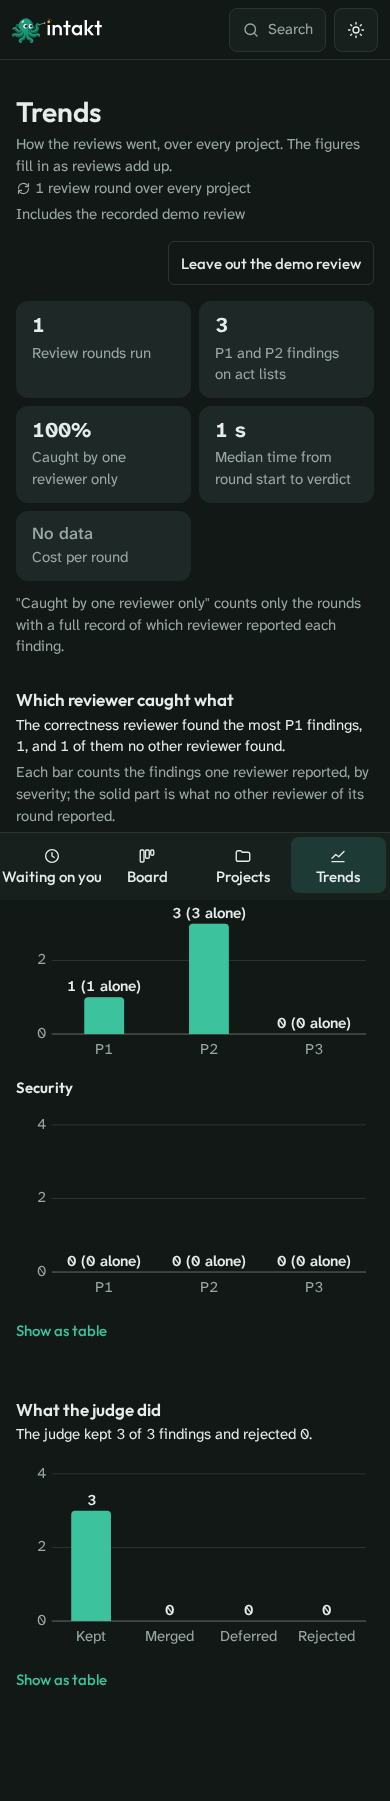 intakt
Search
Trends
How the reviews went, over every project. The figures
fill in as reviews add up.
1 review round over every project
Includes the recorded demo review
Leave out the demo review
1
Review rounds run
3
P1 and P2 findings
on act lists
100%
Caught by one
reviewer only
1 s
Median time from
round start to verdict
No data
Cost per round
"Caught by one reviewer only" counts only the rounds
with a full record of which reviewer reported each
finding.
Which reviewer caught what
The correctness reviewer found the most P1 findings,
1, and 1 of them no other reviewer found.
Each bar counts the findings one reviewer reported, by
severity; the solid part is what no other reviewer of its
round reported.
Waiting on you
Board
Projects
Trends
3 (3 alone)
2
1 (1 alone)
0 (0 alone)
0
P1 P2 P3
Security
4
2
0 (0 alone) 0 (0 alone) 0 (0 alone)
0
P1 P2 P3
Show as table
What the judge did
The judge kept 3 of 3 findings and rejected 0.
4
3
2
0 0 0
0
Kept Merged Deferred Rejected
Show as table